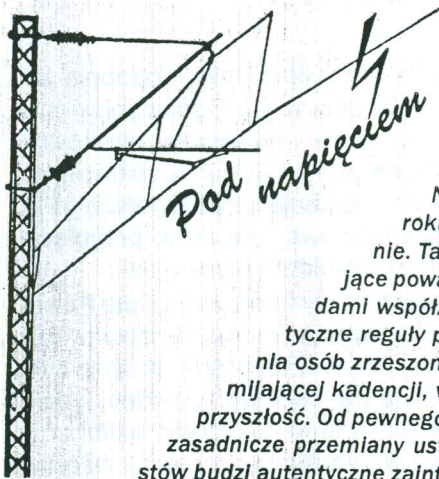 Pod napięciem
N
roka
nie. Ta
jące powa
dami współż
tyczne reguły p
nia osób zrzeszon
mijającej kadencji, w
przyszłość. Od pewnego
zasadnicze przemiany ust
stów budzi autentyczne zainte